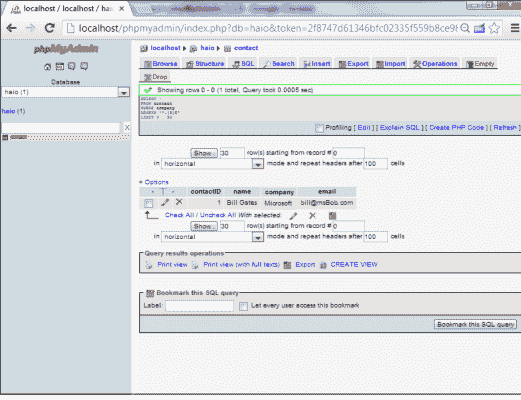 localhost / localhost / haio
localhost/phpmyadmin/index.php?db=haio&token=2f8747d61346bfc02335f559b8ce9f
phpMyAdmin
Database
haio (1)
haio (1)
localhost haio contact
Browse Structure SQL Search Insert Export Import Operations Empty
Drop
Showing rows 0 - 0 (1 total, Query took 0.0005 sec)
Profiling [ Edit ] [ Explain SQL ] [ Create PHP Code ] [ Refresh ]
Show : 30 row(s) starting from record # 0
in horizontal mode and repeat headers after 100 cells
+ Options
contactID name company email
1 Bill Gates Microsoft bill@msBob.com
Check All / Uncheck All With selected:
Show : 30 row(s) starting from record # 0
in horizontal mode and repeat headers after 100 cells
Query results operations
Print view Print view (with full texts) Export CREATE VIEW
Bookmark this SQL query
Label: Let every user access this bookmark
Bookmark this SQL query